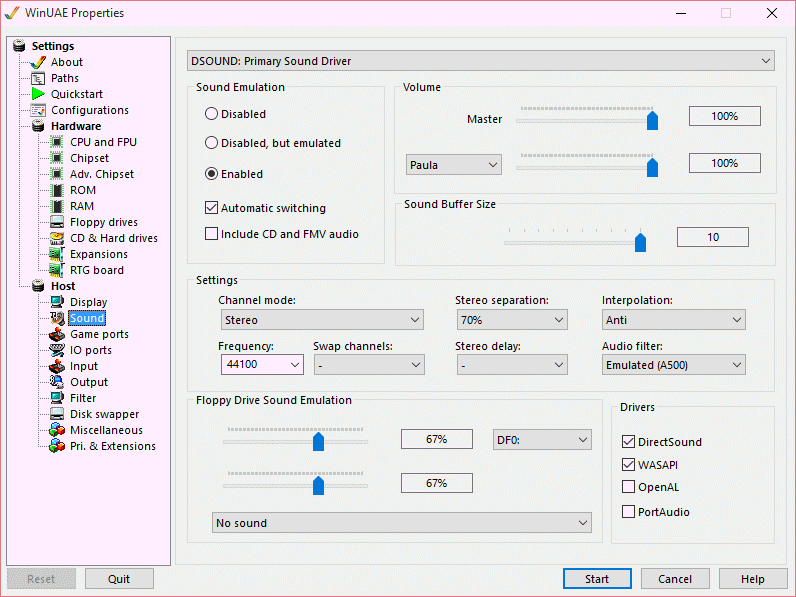 WinUAE Properties
Settings
About
Paths
Quickstart
Configurations
Hardware
CPU and FPU
Chipset
Adv. Chipset
ROM
RAM
Floppy drives
CD & Hard drives
Expansions
RTG board
Host
Display
Sound
Game ports
IO ports
Input
Output
Filter
Disk swapper
Miscellaneous
Pri. & Extensions
DSOUND: Primary Sound Driver
Sound Emulation
Disabled
Disabled, but emulated
Enabled
Automatic switching
Include CD and FMV audio
Volume
Master
100%
Paula
100%
Sound Buffer Size
10
Settings
Channel mode:
Stereo
Stereo separation:
70%
Interpolation:
Anti
Frequency:
44100
Swap channels:
-
Stereo delay:
-
Audio filter:
Emulated (A500)
Floppy Drive Sound Emulation
67%
DF0:
67%
No sound
Drivers
DirectSound
WASAPI
OpenAL
PortAudio
Reset
Quit
Start
Cancel
Help